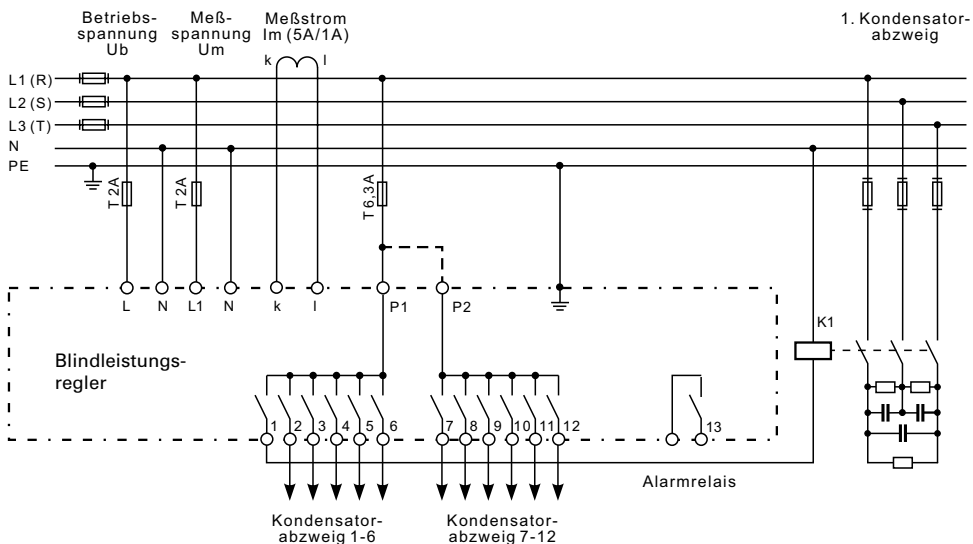 Betriebs-
spannung
Ub
Meß-
spannung
Um
Meßstrom
Im (5A/1A)
k l
1. Kondensator-
abzweig
L1 (R)
L2 (S)
L3 (T)
N
PE
T 2A
T 2A
T 6,3 A
L N L1 N k l P1 P2
K1
Blindleistungs-
regler
1 2 3 4 5 6 7 8 9 10 11 12 13
Alarmrelais
Kondensator-
abzweig 1-6
Kondensator-
abzweig 7-12